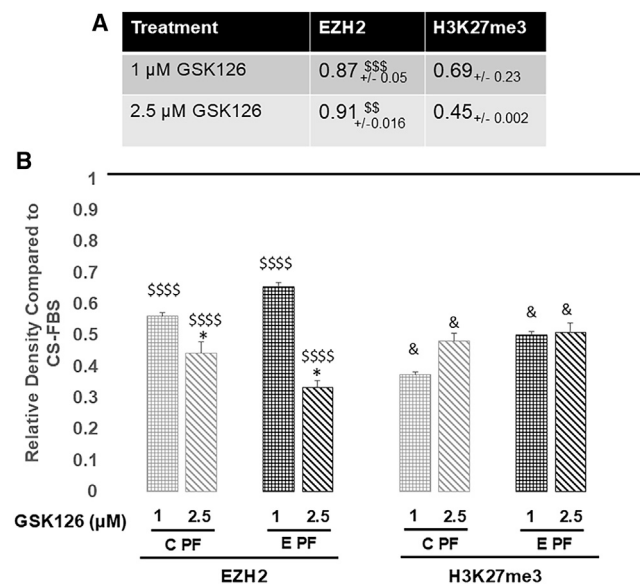 A
Treatment EZH2 H3K27me3
1 µM GSK126 0.87 $$$ +/- 0.05 0.69 +/- 0.23
2.5 µM GSK126 0.91 $$ +/-0.016 0.45 +/- 0.002
B
Relative Density Compared to
CS-FBS
1
0.9
0.8
0.7
0.6
0.5
0.4
0.3
0.2
0.1
0
$$$$
$$$$
*
$$$$
$$$$
*
&
&
&
&
GSK126 (µM) 1 2.5 1 2.5 1 2.5 1 2.5
C PF E PF C PF E PF
EZH2 H3K27me3